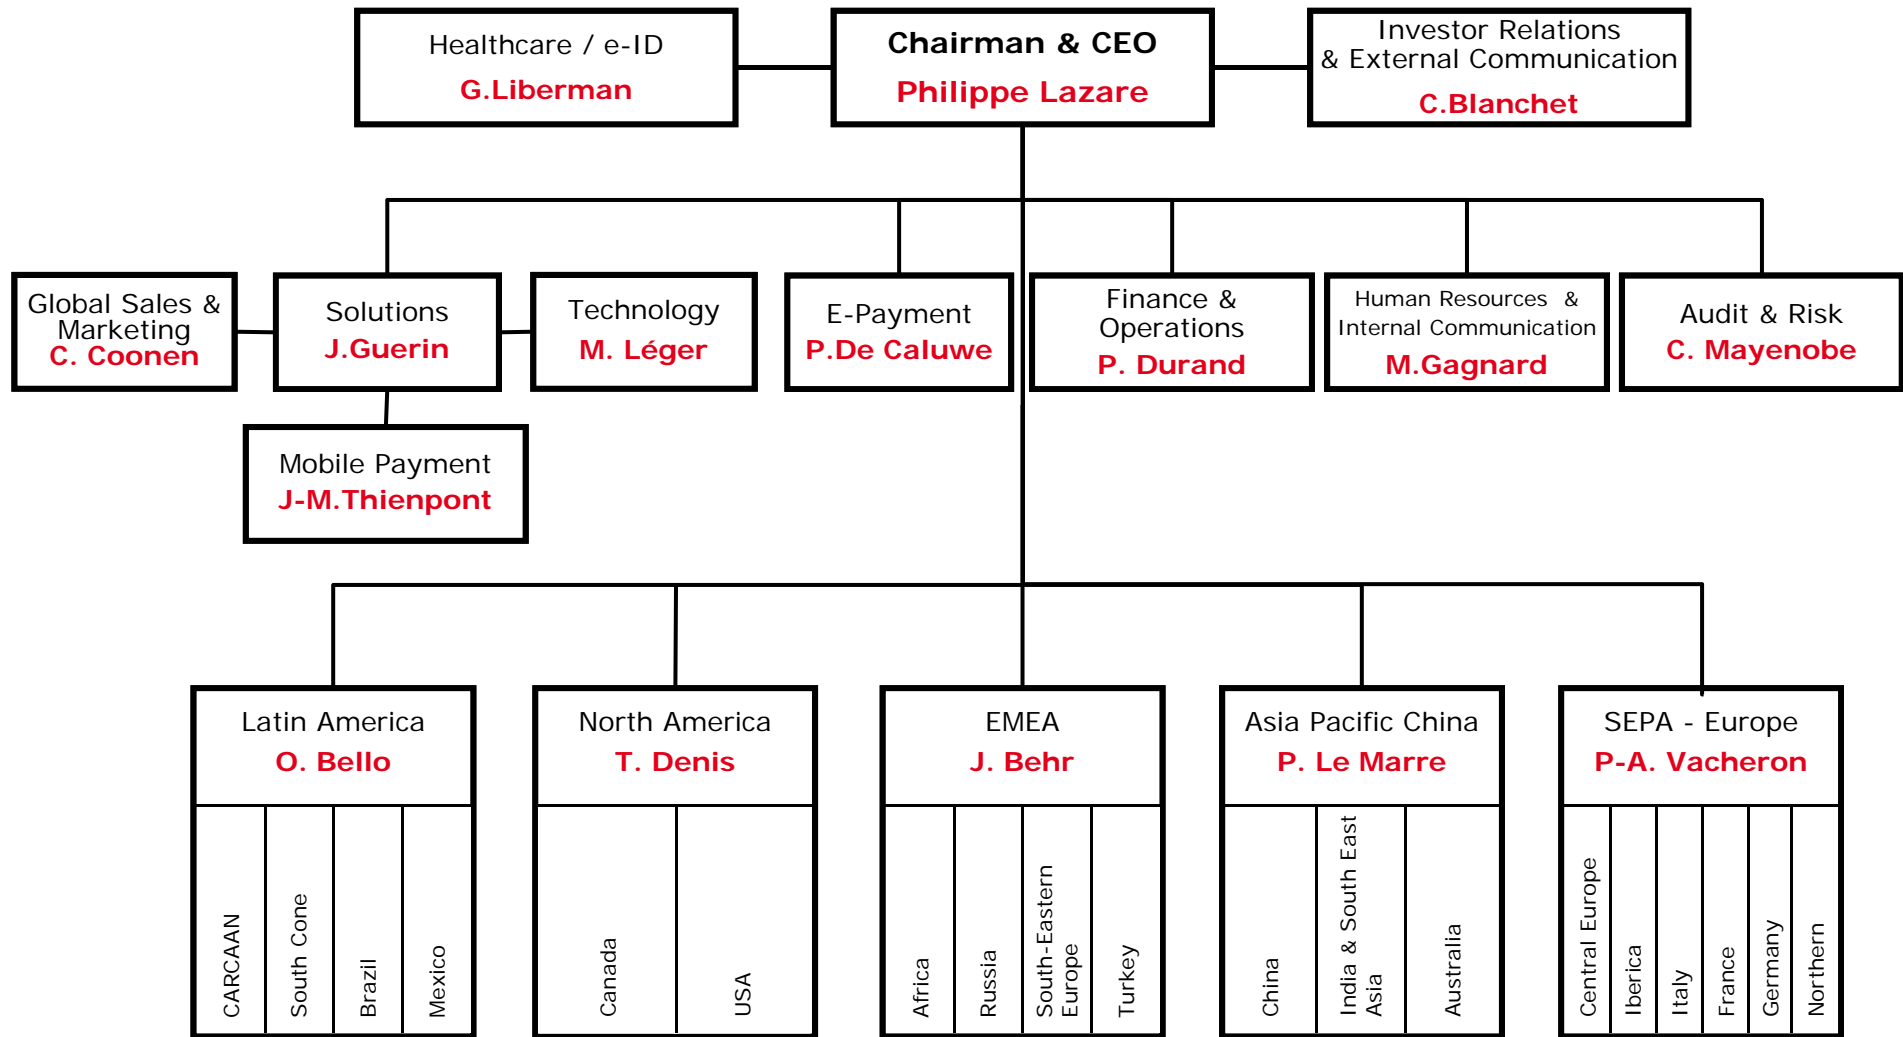 Healthcare / e-ID
G.Liberman
Chairman & CEO
Philippe Lazare
Investor Relations
& External Communication
C.Blanchet
Global Sales &
Marketing
C. Coonen
Solutions
J.Guerin
Technology
M. Léger
E-Payment
P.De Caluwe
Finance &
Operations
P. Durand
Human Resources &
Internal Communication
M.Gagnard
Audit & Risk
C. Mayenobe
Mobile Payment
J-M.Thienpont
Latin America
O. Bello
CARCAAN
South Cone
Brazil
Mexico
North America
T. Denis
Canada
USA
EMEA
J. Behr
Africa
Russia
South-Eastern
Europe
Turkey
Asia Pacific China
P. Le Marre
China
India & South East
Asia
Australia
SEPA - Europe
P-A. Vacheron
Central Europe
Iberica
Italy
France
Germany
Northern